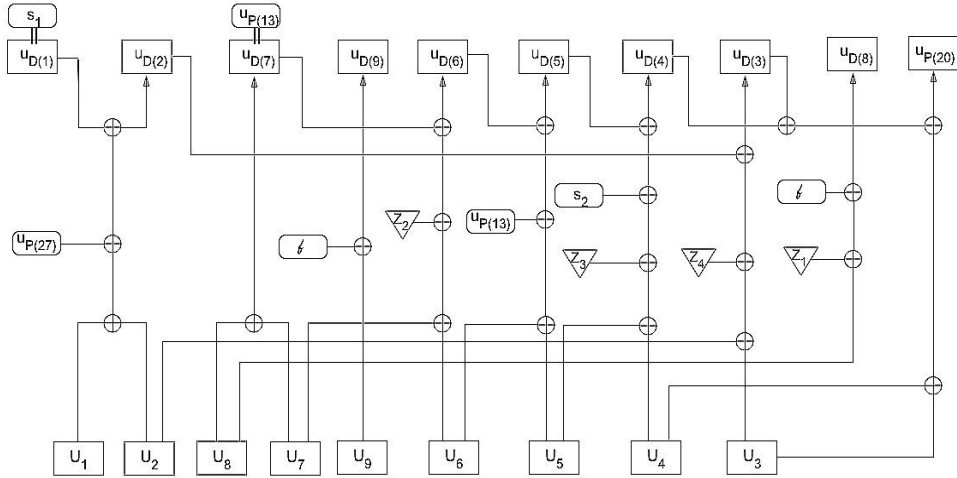 s1 uP(13)
uD(1) uD(2) uD(7) uD(9) uD(6) uD(5) uD(4) uD(3) uD(8) uP(20)
s2 𝓀
Z2 uP(13)
uP(27) 𝓀
Z3 Z4 Z1
U1 U2 U8 U7 U9 U6 U5 U4 U3